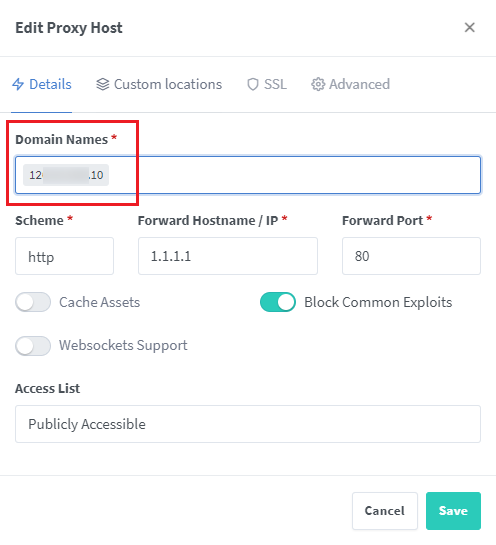 Edit Proxy Host
Details Custom locations SSL Advanced
Domain Names *
12 .10
Scheme * Forward Hostname / IP * Forward Port *
http 1.1.1.1 80
Cache Assets Block Common Exploits
Websockets Support
Access List
Publicly Accessible
Cancel Save